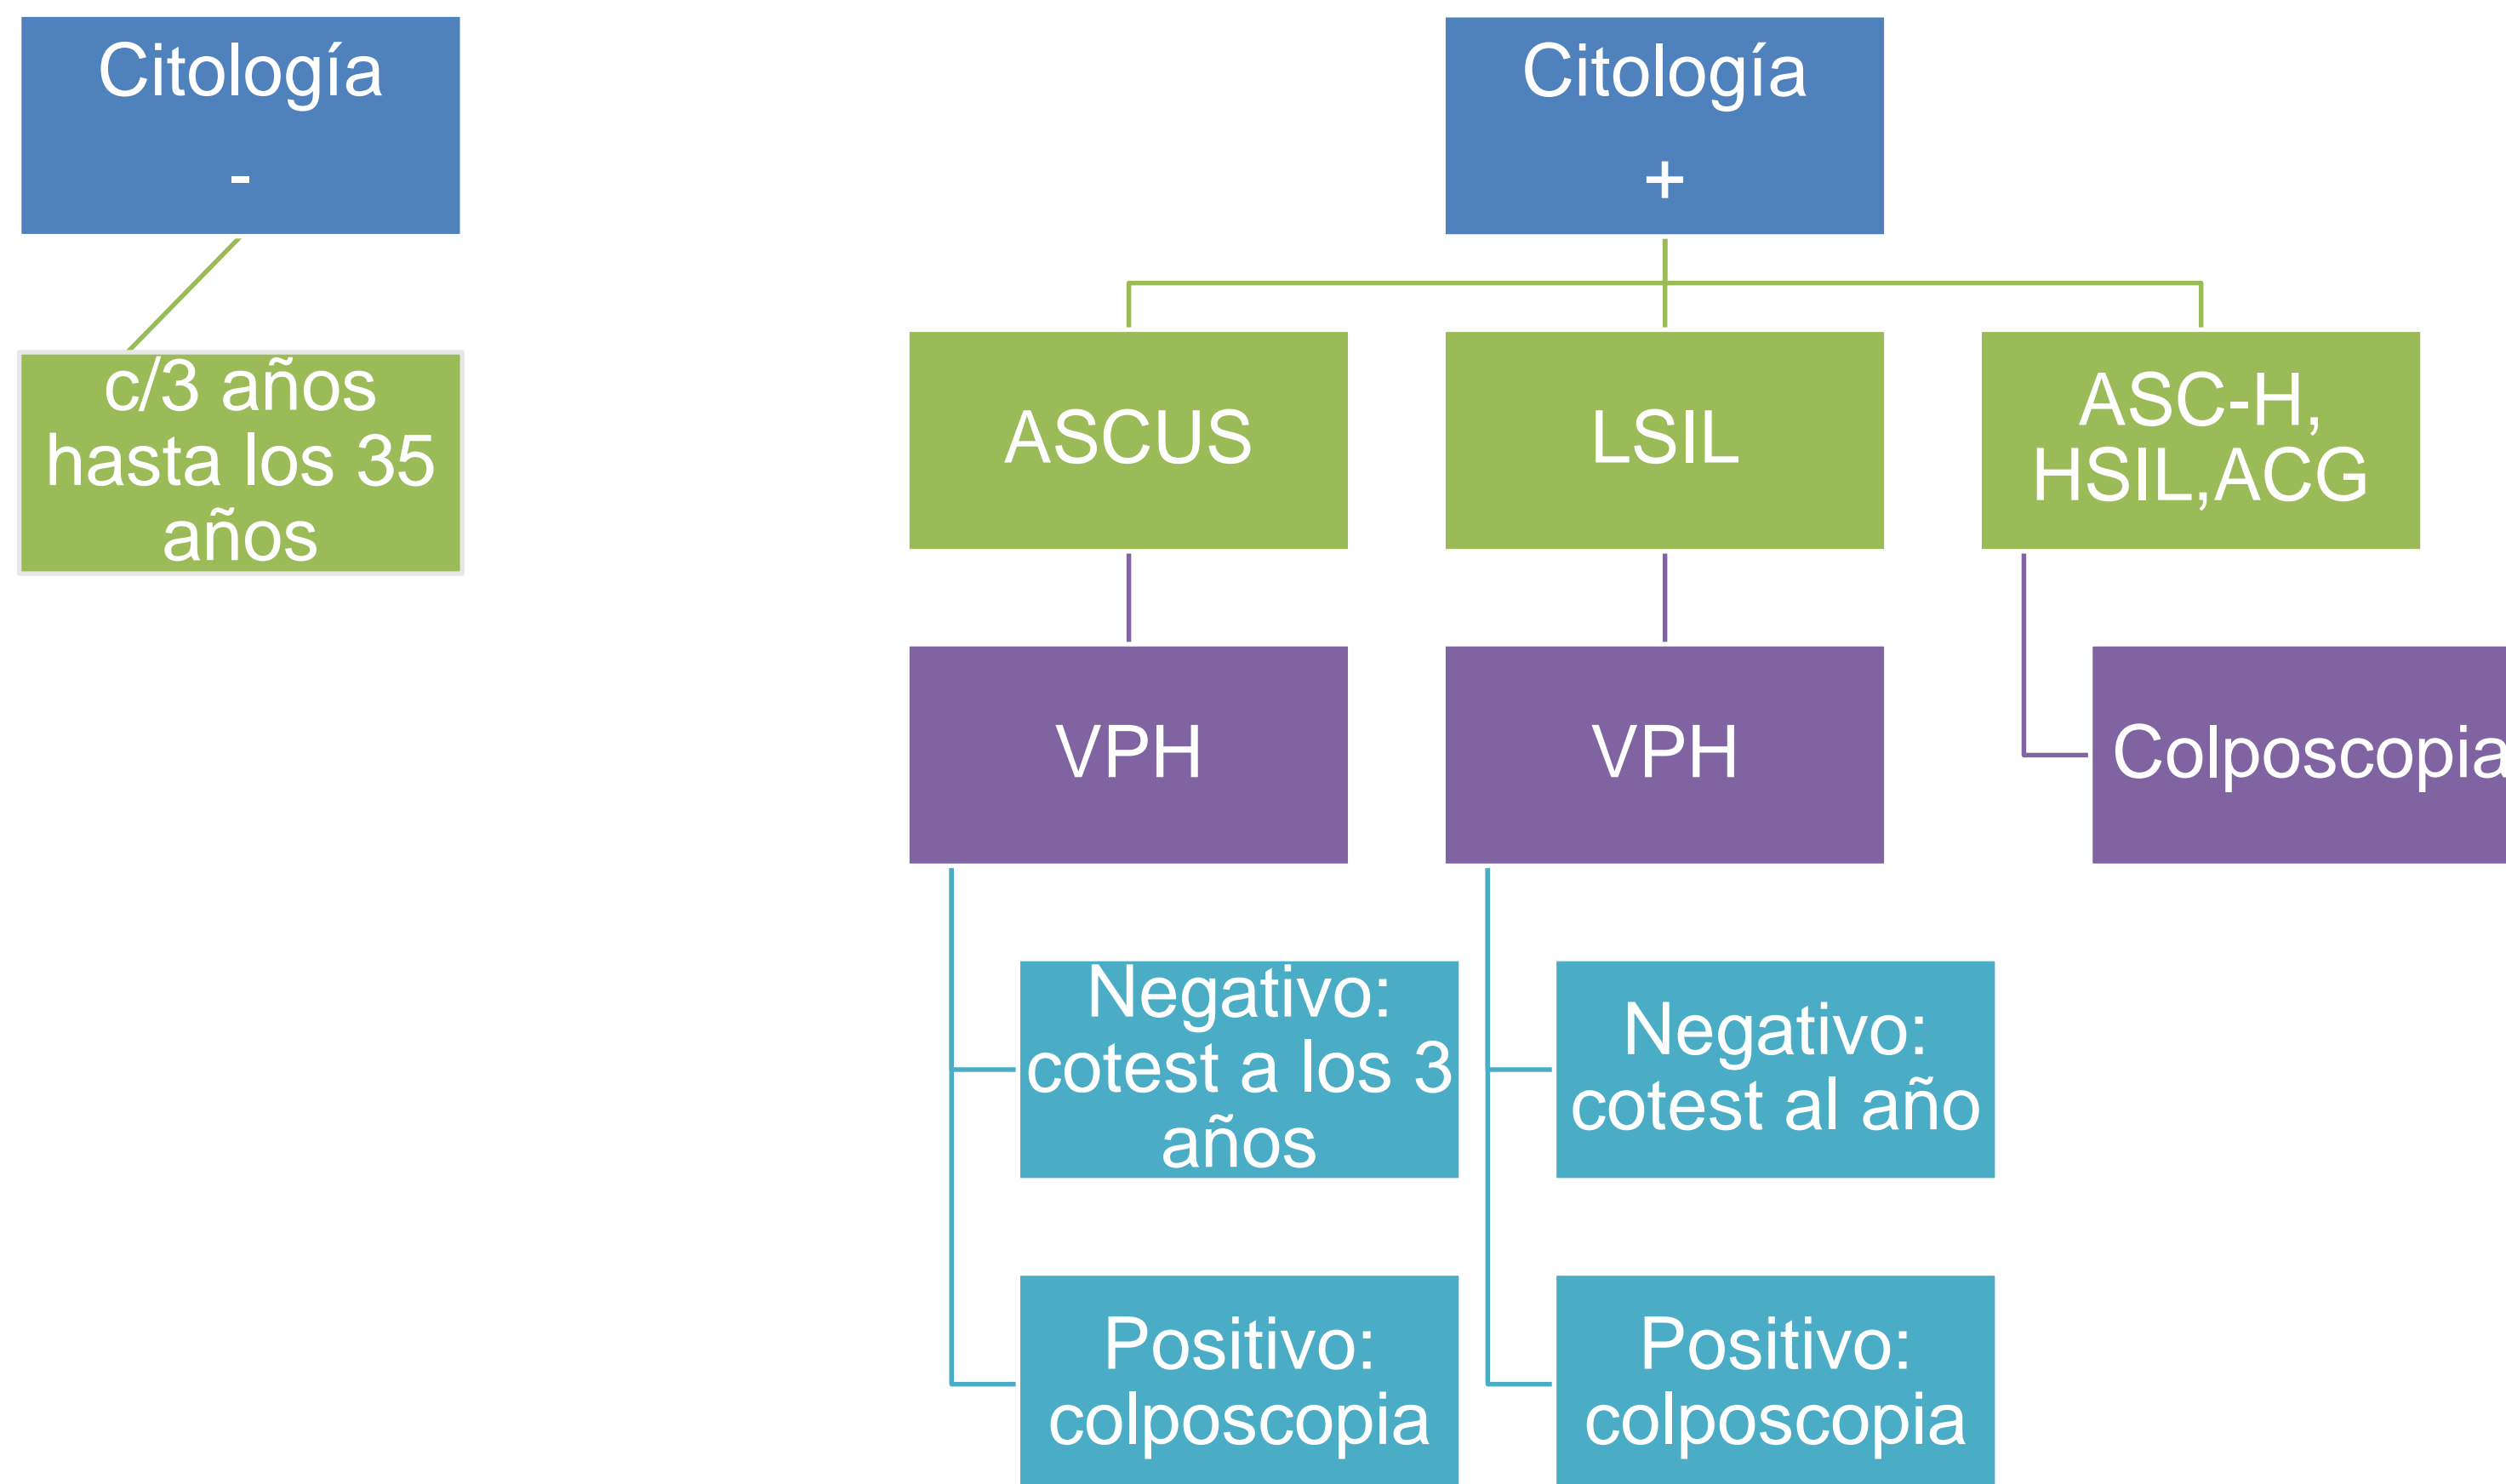 Citología
-
c/3 años
hasta los 35
años
Citología
+
ASCUS
LSIL
ASC-H,
HSIL,ACG
VPH
VPH
Colposcopia
Negativo:
cotest a los 3
años
Negativo:
cotest al año
Positivo:
colposcopia
Positivo:
colposcopia